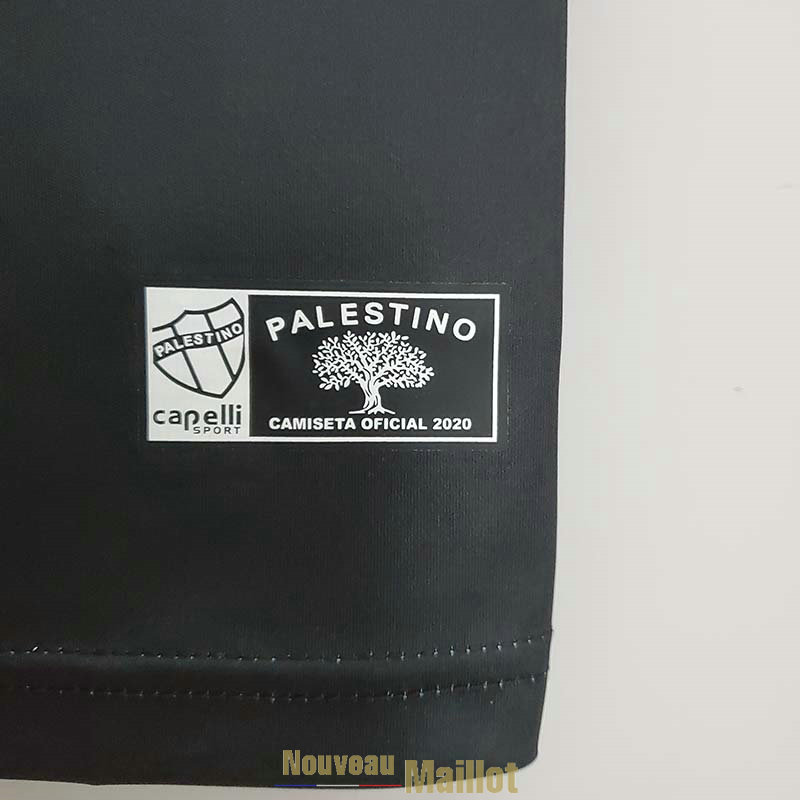 PALESTINO
capelli
SPORT
PALESTINO
CAMISETA OFICIAL 2020
Nouveau Maillot